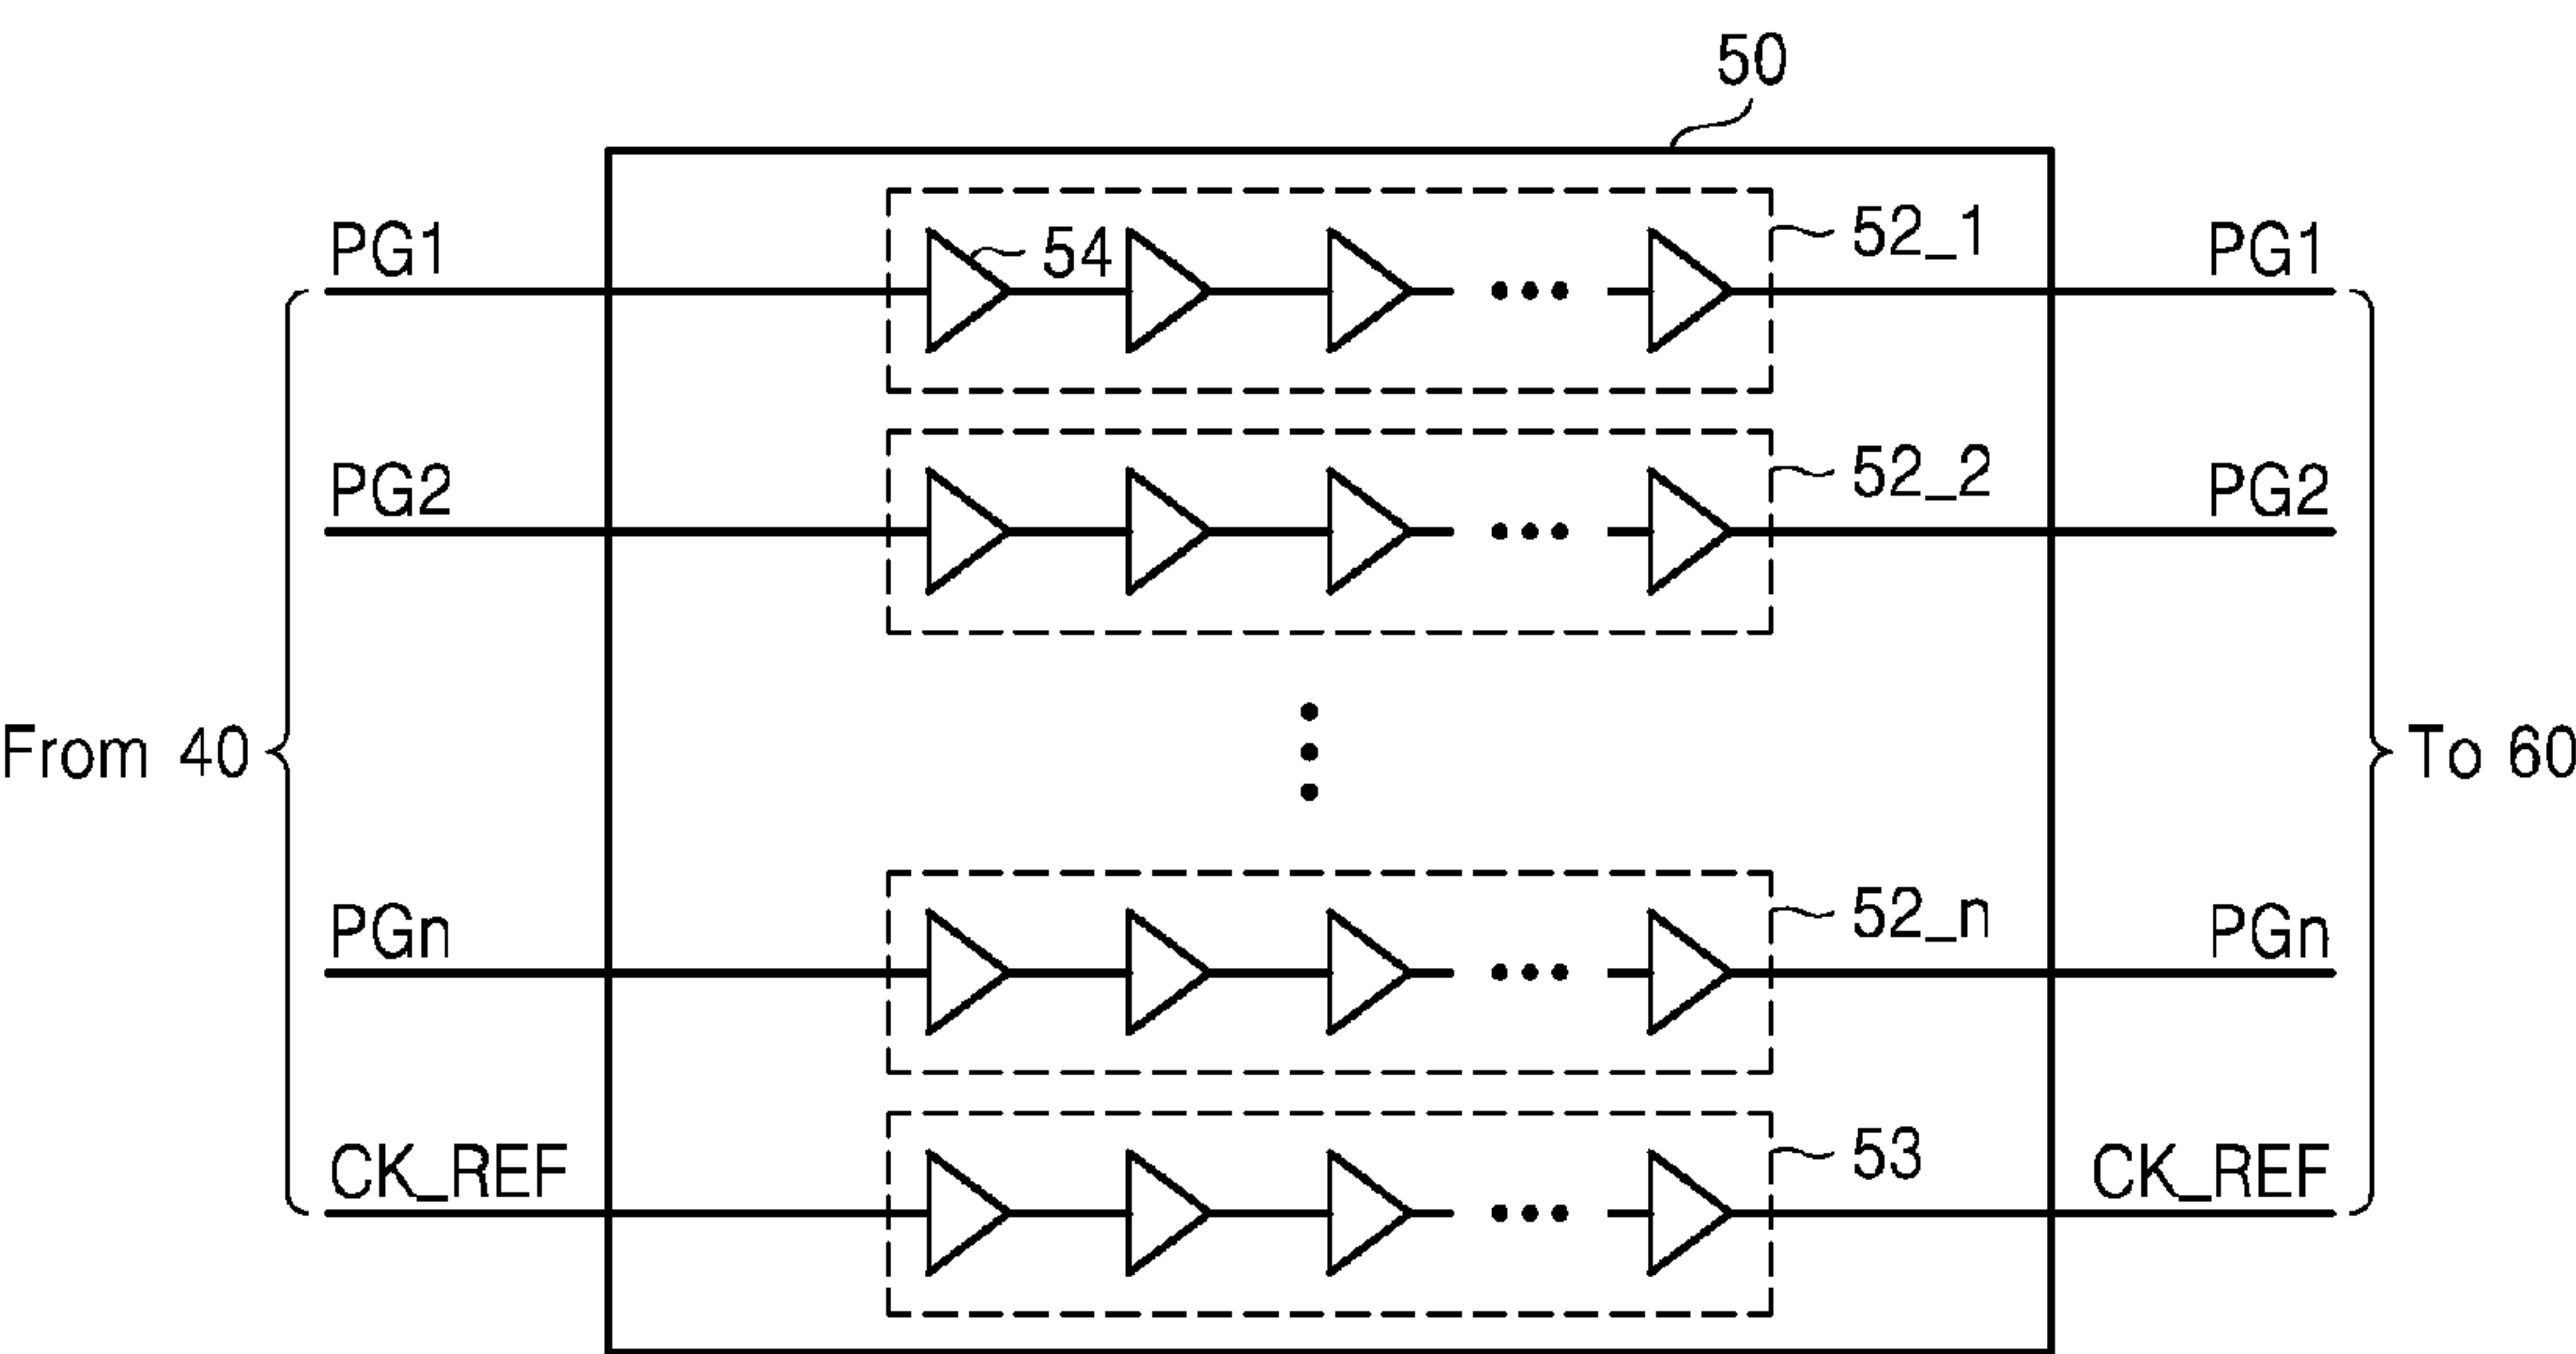 50
PG1
54
52_1
PG1
PG2
52_2
PG2
From 40
To 60
PGn
52_n
PGn
CK_REF
53
CK_REF